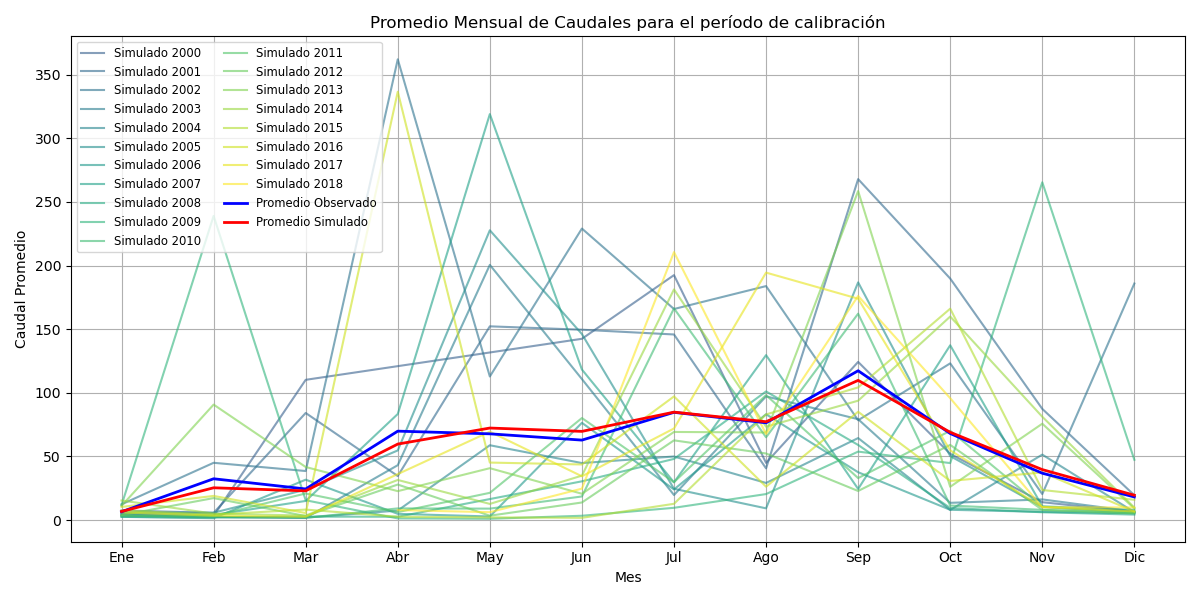 Promedio Mensual de Caudales para el período de calibración
Simulado 2000
Simulado 2001
Simulado 2002
Simulado 2003
Simulado 2004
Simulado 2005
Simulado 2006
Simulado 2007
Simulado 2008
Simulado 2009
Simulado 2010
Simulado 2011
Simulado 2012
Simulado 2013
Simulado 2014
Simulado 2015
Simulado 2016
Simulado 2017
Simulado 2018
Promedio Observado
Promedio Simulado
Caudal Promedio
350
300
250
200
150
100
50
0
Ene Feb Mar Abr May Jun Jul Ago Sep Oct Nov Dic
Mes